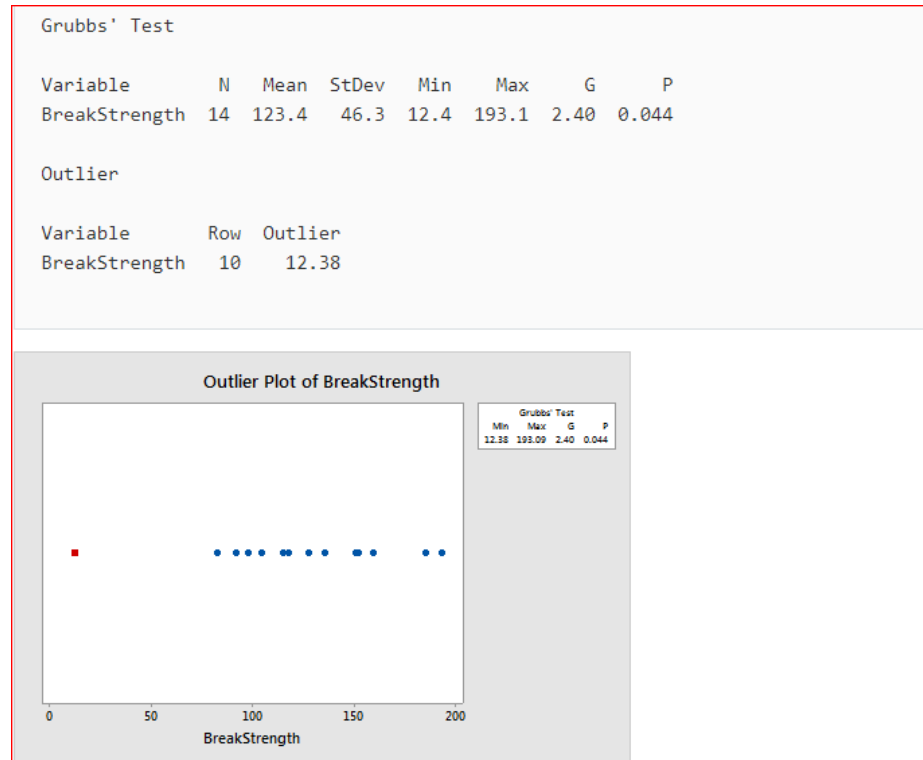 Grubbs' Test
Variable N Mean StDev Min Max G P
BreakStrength 14 123.4 46.3 12.4 193.1 2.40 0.044
Outlier
Variable Row Outlier
BreakStrength 10 12.38
Outlier Plot of BreakStrength
Grubbs' Test
Min Max G P
12.38 193.09 2.40 0.044
0 50 100 150 200
BreakStrength